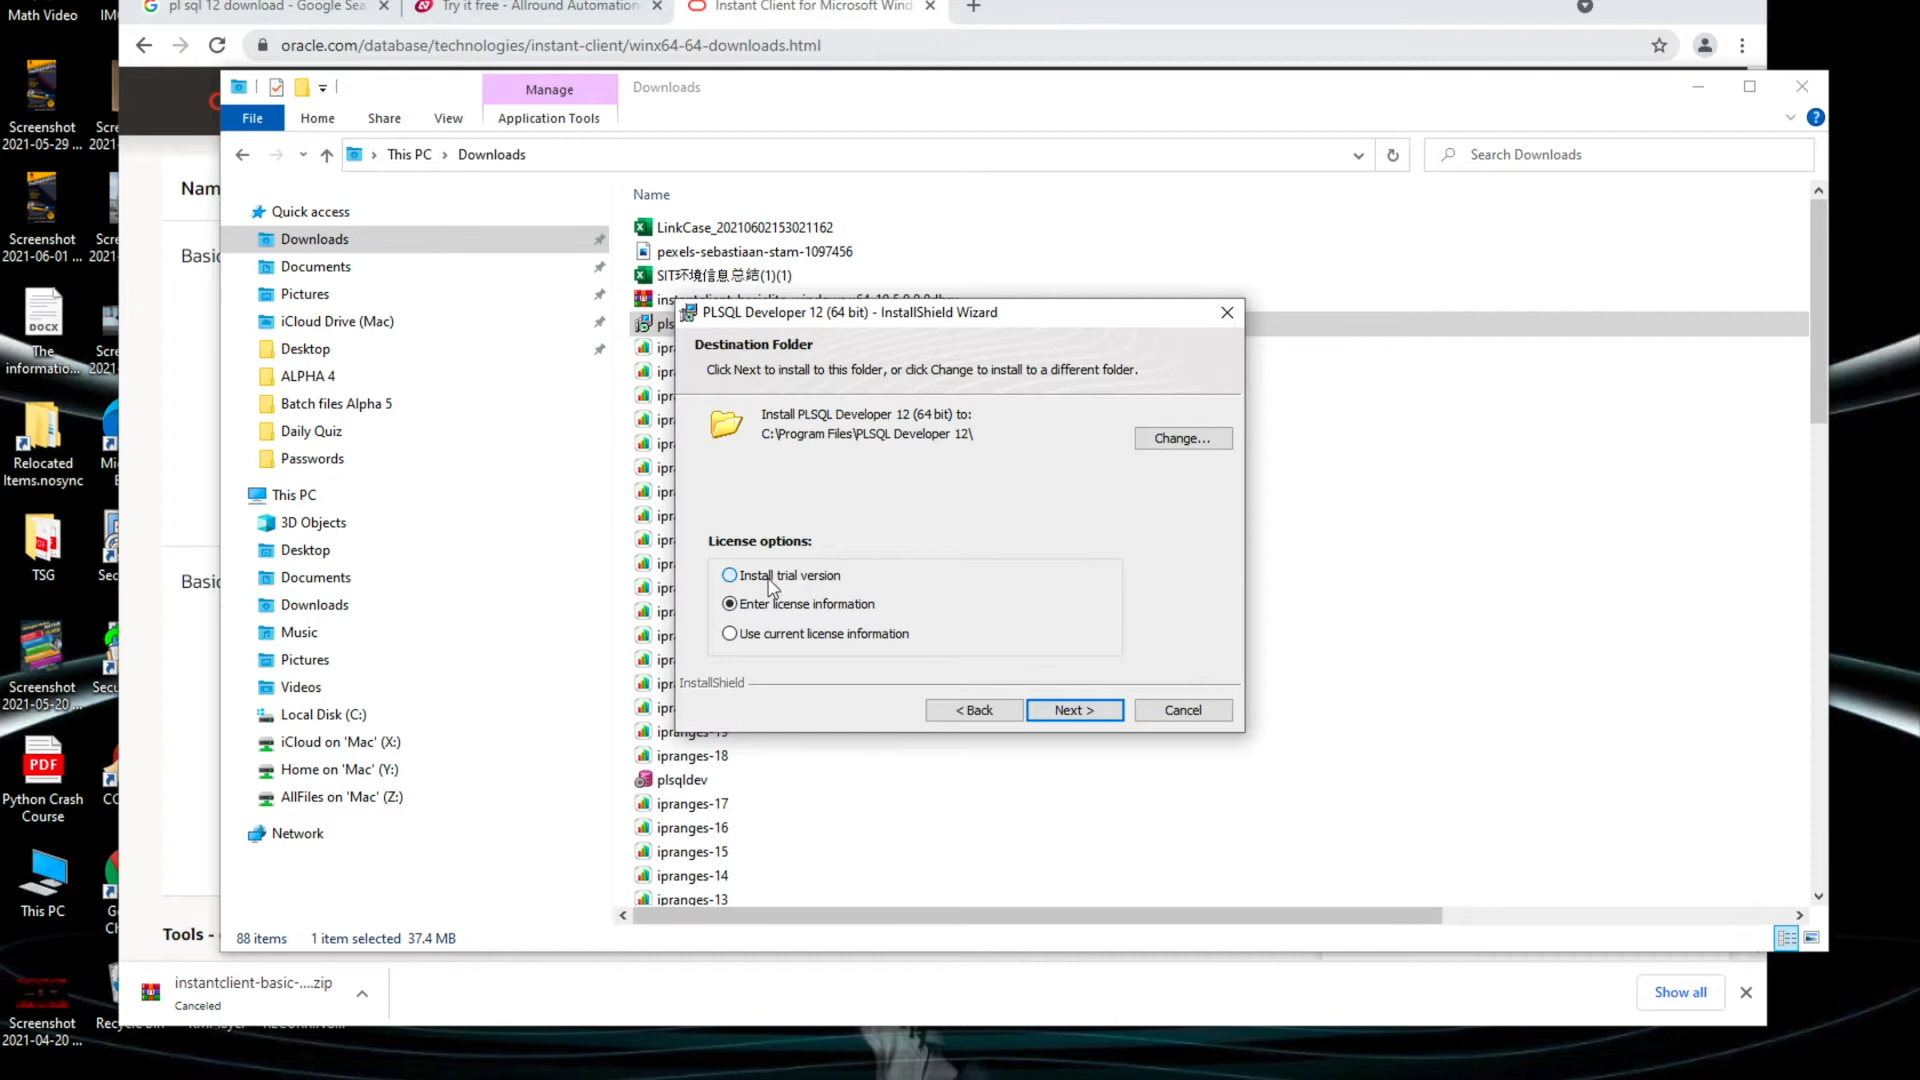 Math Video
pl sql 12 download - Google Sea
Try it free - Allround Automation
Instant Client for Microsoft Wind
oracle.com/database/technologies/instant-client/winx64-64-downloads.html
Manage
Downloads
File
Home
Share
View
Application Tools
This PC
Downloads
Search Downloads
Name
Quick access
Downloads
Documents
Pictures
iCloud Drive (Mac)
Desktop
ALPHA 4
Batch files Alpha 5
Daily Quiz
Passwords
This PC
3D Objects
Desktop
Documents
Downloads
Music
Pictures
Videos
Local Disk (C:)
iCloud on 'Mac' (X:)
Home on 'Mac' (Y:)
AllFiles on 'Mac' (Z:)
Network
LinkCase_20210602153021162
pexels-sebastiaan-stam-1097456
SIT环境信息总结(1)(1)
PLSQL Developer 12 (64 bit) - InstallShield Wizard
Destination Folder
Click Next to install to this folder, or click Change to install to a different folder.
Install PLSQL Developer 12 (64 bit) to:
C:\Program Files\PLSQL Developer 12\
Change...
License options:
Install trial version
Enter license information
Use current license information
InstallShield
< Back
Next >
Cancel
ipranges-19
ipranges-18
plsqldev
ipranges-17
ipranges-16
ipranges-15
ipranges-14
ipranges-13
88 items
1 item selected 37.4 MB
Tools -
instantclient-basic-....zip
Canceled
Show all
Screenshot
2021-05-29 ...
Screenshot
2021-06-01 ...
DOCX
The
informatio...
Relocated
Items.nosync
TSG
Screenshot
2021-05-20 ...
PDF
Python Crash
Course
This PC
Screenshot
2021-04-20 ...